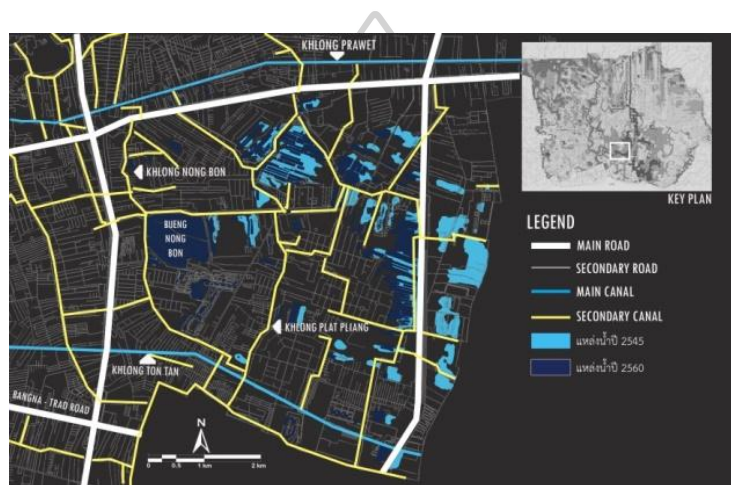 KHLONG PRAWET
KHLONG NONG BON
BUENG
NONG
BON
KHLONG PLAT PLIANG
KHLONG TON TAN
BANGNA - TRAD ROAD
N
0 0.5 1 km 2 km
KEY PLAN
LEGEND
MAIN ROAD
SECONDARY ROAD
MAIN CANAL
SECONDARY CANAL
แหล่งน้ำปี 2545
แหล่งน้ำปี 2560